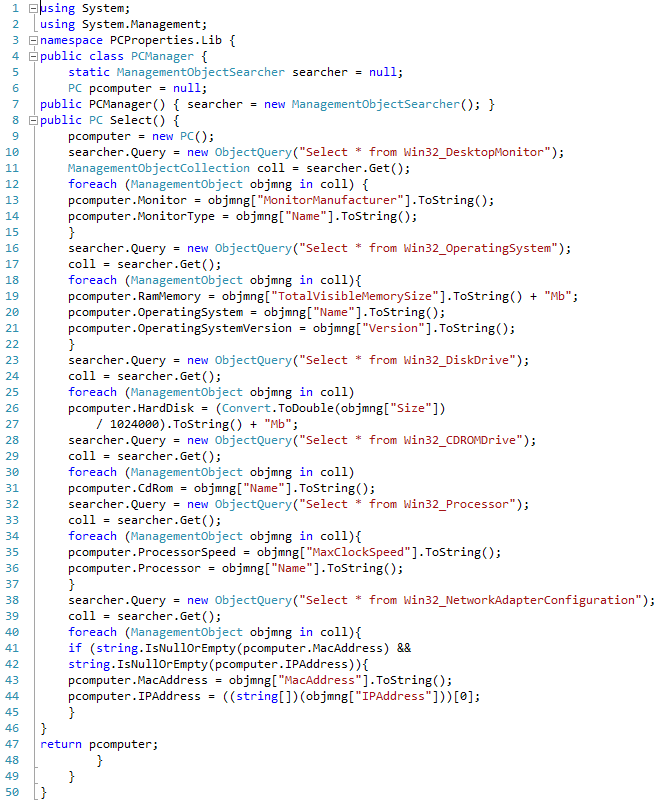 1 using System;
2 using System.Management;
3 namespace PCProperties.Lib {
4 public class PCManager {
5 static ManagementObjectSearcher searcher = null;
6 PC pcomputer = null;
7 public PCManager() { searcher = new ManagementObjectSearcher(); }
8 public PC Select() {
9 pcomputer = new PC();
10 searcher.Query = new ObjectQuery("Select * from Win32_DesktopMonitor");
11 ManagementObjectCollection coll = searcher.Get();
12 foreach (ManagementObject objmng in coll) {
13 pcomputer.Monitor = objmng["MonitorManufacturer"].ToString();
14 pcomputer.MonitorType = objmng["Name"].ToString();
15 }
16 searcher.Query = new ObjectQuery("Select * from Win32_OperatingSystem");
17 coll = searcher.Get();
18 foreach (ManagementObject objmng in coll){
19 pcomputer.RamMemory = objmng["TotalVisibleMemorySize"].ToString() + "Mb";
20 pcomputer.OperatingSystem = objmng["Name"].ToString();
21 pcomputer.OperatingSystemVersion = objmng["Version"].ToString();
22 }
23 searcher.Query = new ObjectQuery("Select * from Win32_DiskDrive");
24 coll = searcher.Get();
25 foreach (ManagementObject objmng in coll)
26 pcomputer.HardDisk = (Convert.ToDouble(objmng["Size"])
27 / 1024000).ToString() + "Mb";
28 searcher.Query = new ObjectQuery("Select * from Win32_CDROMDrive");
29 coll = searcher.Get();
30 foreach (ManagementObject objmng in coll)
31 pcomputer.CdRom = objmng["Name"].ToString();
32 searcher.Query = new ObjectQuery("Select * from Win32_Processor");
33 coll = searcher.Get();
34 foreach (ManagementObject objmng in coll){
35 pcomputer.ProcessorSpeed = objmng["MaxClockSpeed"].ToString();
36 pcomputer.Processor = objmng["Name"].ToString();
37 }
38 searcher.Query = new ObjectQuery("Select * from Win32_NetworkAdapterConfiguration");
39 coll = searcher.Get();
40 foreach (ManagementObject objmng in coll){
41 if (string.IsNullOrEmpty(pcomputer.MacAddress) &&
42 string.IsNullOrEmpty(pcomputer.IPAddress)){
43 pcomputer.MacAddress = objmng["MacAddress"].ToString();
44 pcomputer.IPAddress = ((string[])(objmng["IPAddress"]))[0];
45 }
46 }
47 return pcomputer;
48 }
49 }
50 }